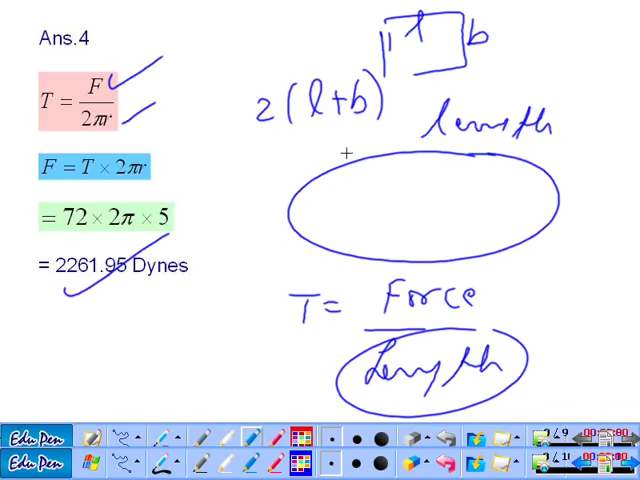 Ans.4
l b
T = F / 2πr
2 ( l + b )
length
F = T × 2πr
= 72 × 2π × 5
= 2261.95 Dynes
T = Force
Length
Edu Pen
Edu Pen